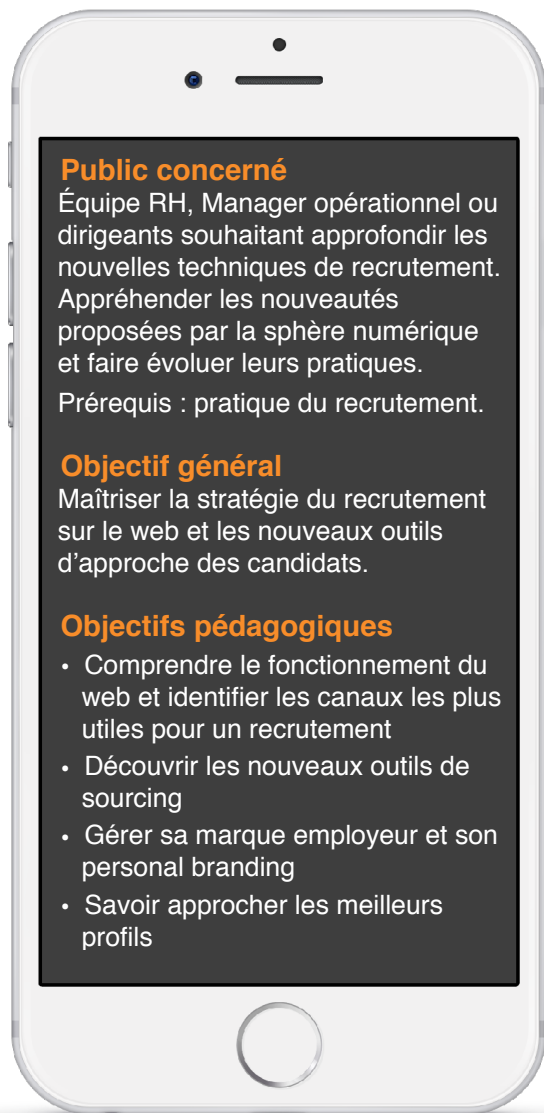 Public concerné
Équipe RH, Manager opérationnel ou
dirigeants souhaitant approfondir les
nouvelles techniques de recrutement.
Appréhender les nouveautés
proposées par la sphère numérique
et faire évoluer leurs pratiques.
Prérequis : pratique du recrutement.
Objectif général
Maîtriser la stratégie du recrutement
sur le web et les nouveaux outils
d’approche des candidats.
Objectifs pédagogiques
• Comprendre le fonctionnement du
web et identifier les canaux les plus
utiles pour un recrutement
• Découvrir les nouveaux outils de
sourcing
• Gérer sa marque employeur et son
personal branding
• Savoir approcher les meilleurs
profils